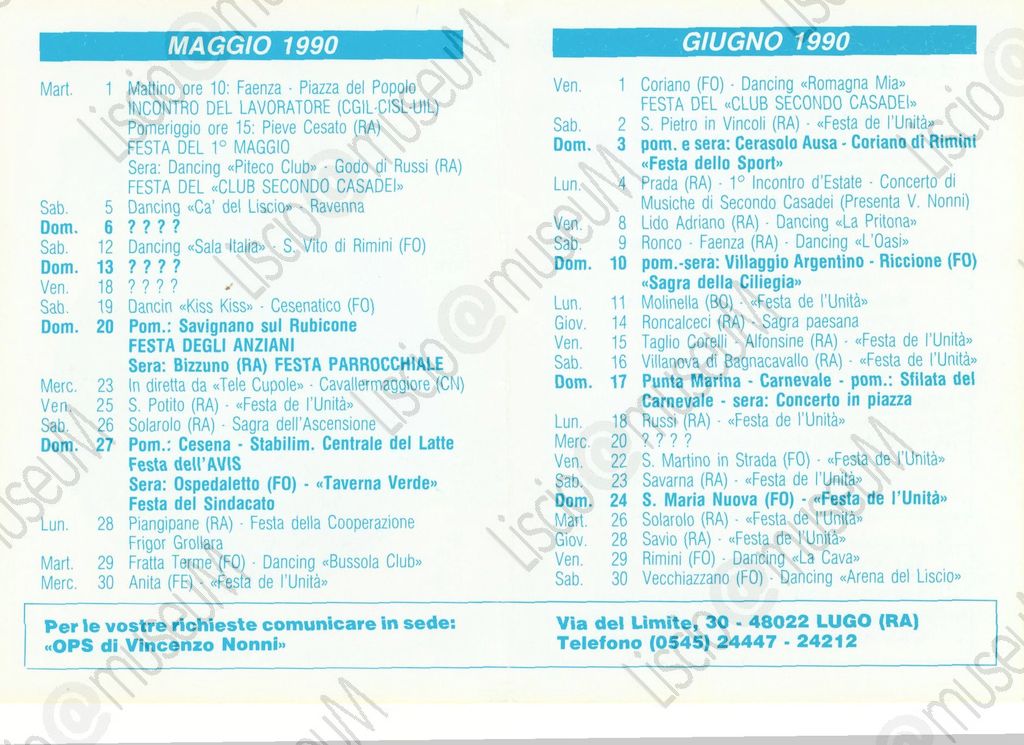 MAGGIO 1990
Mart. 1 Mattino ore 10: Faenza - Piazza del Popolo
INCONTRO DEL LAVORATORE (CGIL-CISL-UIL)
Pomeriggio ore 15: Pieve Cesato (RA)
FESTA DEL 1° MAGGIO
Sera: Dancing «Piteco Club» - Godo di Russi (RA)
FESTA DEL «CLUB SECONDO CASADEI»
Sab. 5 Dancing «Ca' del Liscio» - Ravenna
Dom. 6 ? ? ? ?
Sab. 12 Dancing «Sala Italia» - S. Vito di Rimini (FO)
Dom. 13 ? ? ? ?
Ven. 18 ? ? ? ?
Sab. 19 Dancin «Kiss Kiss» - Cesenatico (FO)
Dom. 20 Pom.: Savignano sul Rubicone
FESTA DEGLI ANZIANI
Sera: Bizzuno (RA) FESTA PARROCCHIALE
Merc. 23 In diretta da «Tele Cupole» - Cavallermaggiore (CN)
Ven. 25 S. Potito (RA) - «Festa de l'Unità»
Sab. 26 Solarolo (RA) - Sagra dell'Ascensione
Dom. 27 Pom.: Cesena - Stabilim. Centrale del Latte
Festa dell'AVIS
Sera: Ospedaletto (FO) - «Taverna Verde»
Festa del Sindacato
Lun. 28 Piangipane (RA) - Festa della Cooperazione
Frigor Grollara
Mart. 29 Fratta Terme (FO) - Dancing «Bussola Club»
Merc. 30 Anita (FE) - «Festa de l'Unità»
GIUGNO 1990
Ven. 1 Coriano (FO) - Dancing «Romagna Mia»
FESTA DEL «CLUB SECONDO CASADEI»
Sab. 2 S. Pietro in Vincoli (RA) - «Festa de l'Unità»
Dom. 3 pom. e sera: Cerasolo Ausa - Coriano di Rimini
«Festa dello Sport»
Lun. 4 Prada (RA) - 1° Incontro d'Estate - Concerto di
Musiche di Secondo Casadei (Presenta V. Nonni)
Ven. 8 Lido Adriano (RA) - Dancing «La Pritona»
Sab. 9 Ronco - Faenza (RA) - Dancing «L'Oasi»
Dom. 10 pom.-sera: Villaggio Argentino - Riccione (FO)
«Sagra della Ciliegia»
Lun. 11 Molinella (BO) - «Festa de l'Unità»
Giov. 14 Roncalceci (RA) - Sagra paesana
Ven. 15 Taglio Corelli - Alfonsine (RA) - «Festa de l'Unità»
Sab. 16 Villanova di Bagnacavallo (RA) - «Festa de l'Unità»
Dom. 17 Punta Marina - Carnevale - pom.: Sfilata del
Carnevale - sera: Concerto in piazza
Lun. 18 Russi (RA) - «Festa de l'Unità»
Merc. 20 ? ? ? ?
Ven. 22 S. Martino in Strada (FO) - «Festa de l'Unità»
Sab. 23 Savarna (RA) - «Festa de l'Unità»
Dom. 24 S. Maria Nuova (FO) - «Festa de l'Unità»
Mart. 26 Solarolo (RA) - «Festa de l'Unità»
Giov. 28 Savio (RA) - «Festa de l'Unità»
Ven. 29 Rimini (FO) - Dancing «La Cava»
Sab. 30 Vecchiazzano (FO) - Dancing «Arena del Liscio»
Per le vostre richieste comunicare in sede:
«OPS di Vincenzo Nonni»
Via del Limite, 30 - 48022 LUGO (RA)
Telefono (0545) 24447 - 24212
Liscio@museuM